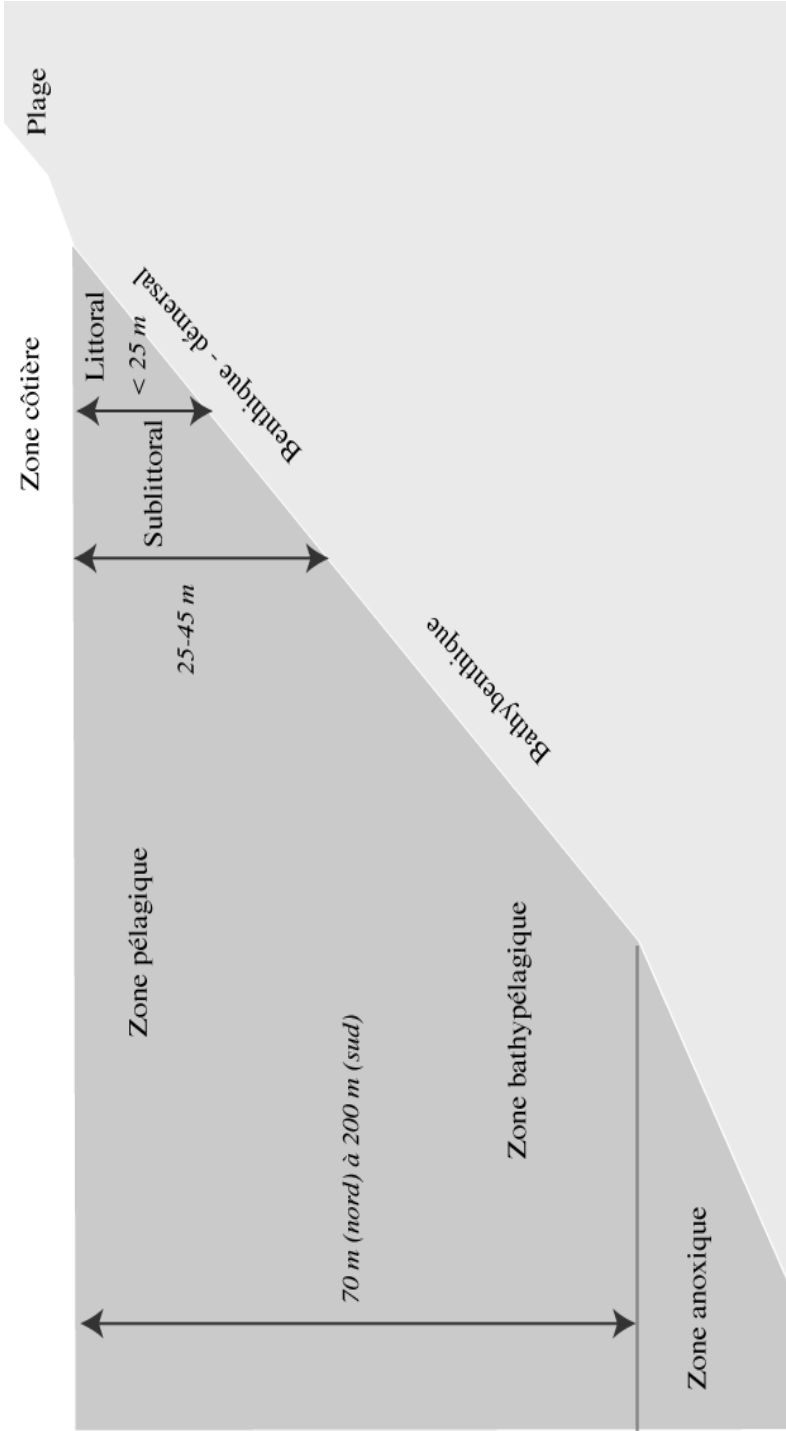 Plage
Zone côtière
Littoral
< 25 m
Sublittoral
25-45 m
Benthique - démersal
Bathybenthique
Zone pélagique
Zone bathypélagique
70 m (nord) à 200 m (sud)
Zone anoxique